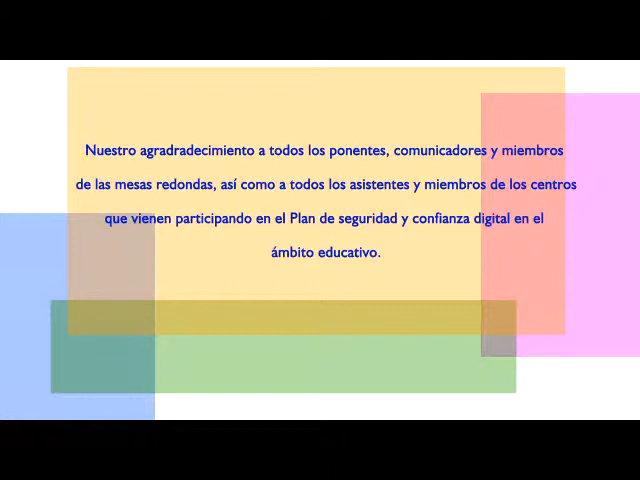 Nuestro agradradecimiento a todos los ponentes, comunicadores y miembros
de las mesas redondas, así como a todos los asistentes y miembros de los centros
que vienen participando en el Plan de seguridad y confianza digital en el
ámbito educativo.